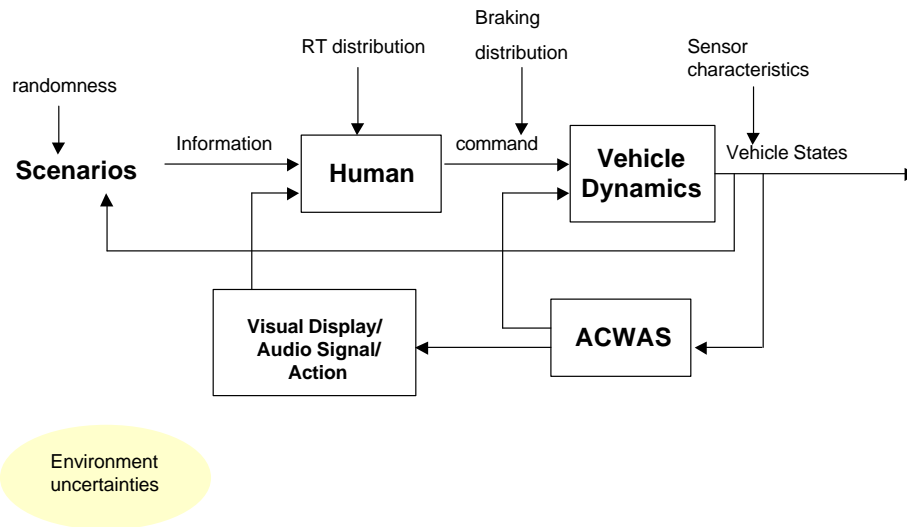 Braking
distribution
RT distribution
Sensor
characteristics
randomness
Information
command
Vehicle States
Scenarios
Human
Vehicle
Dynamics
Visual Display/
Audio Signal/
Action
ACWAS
Environment
uncertainties